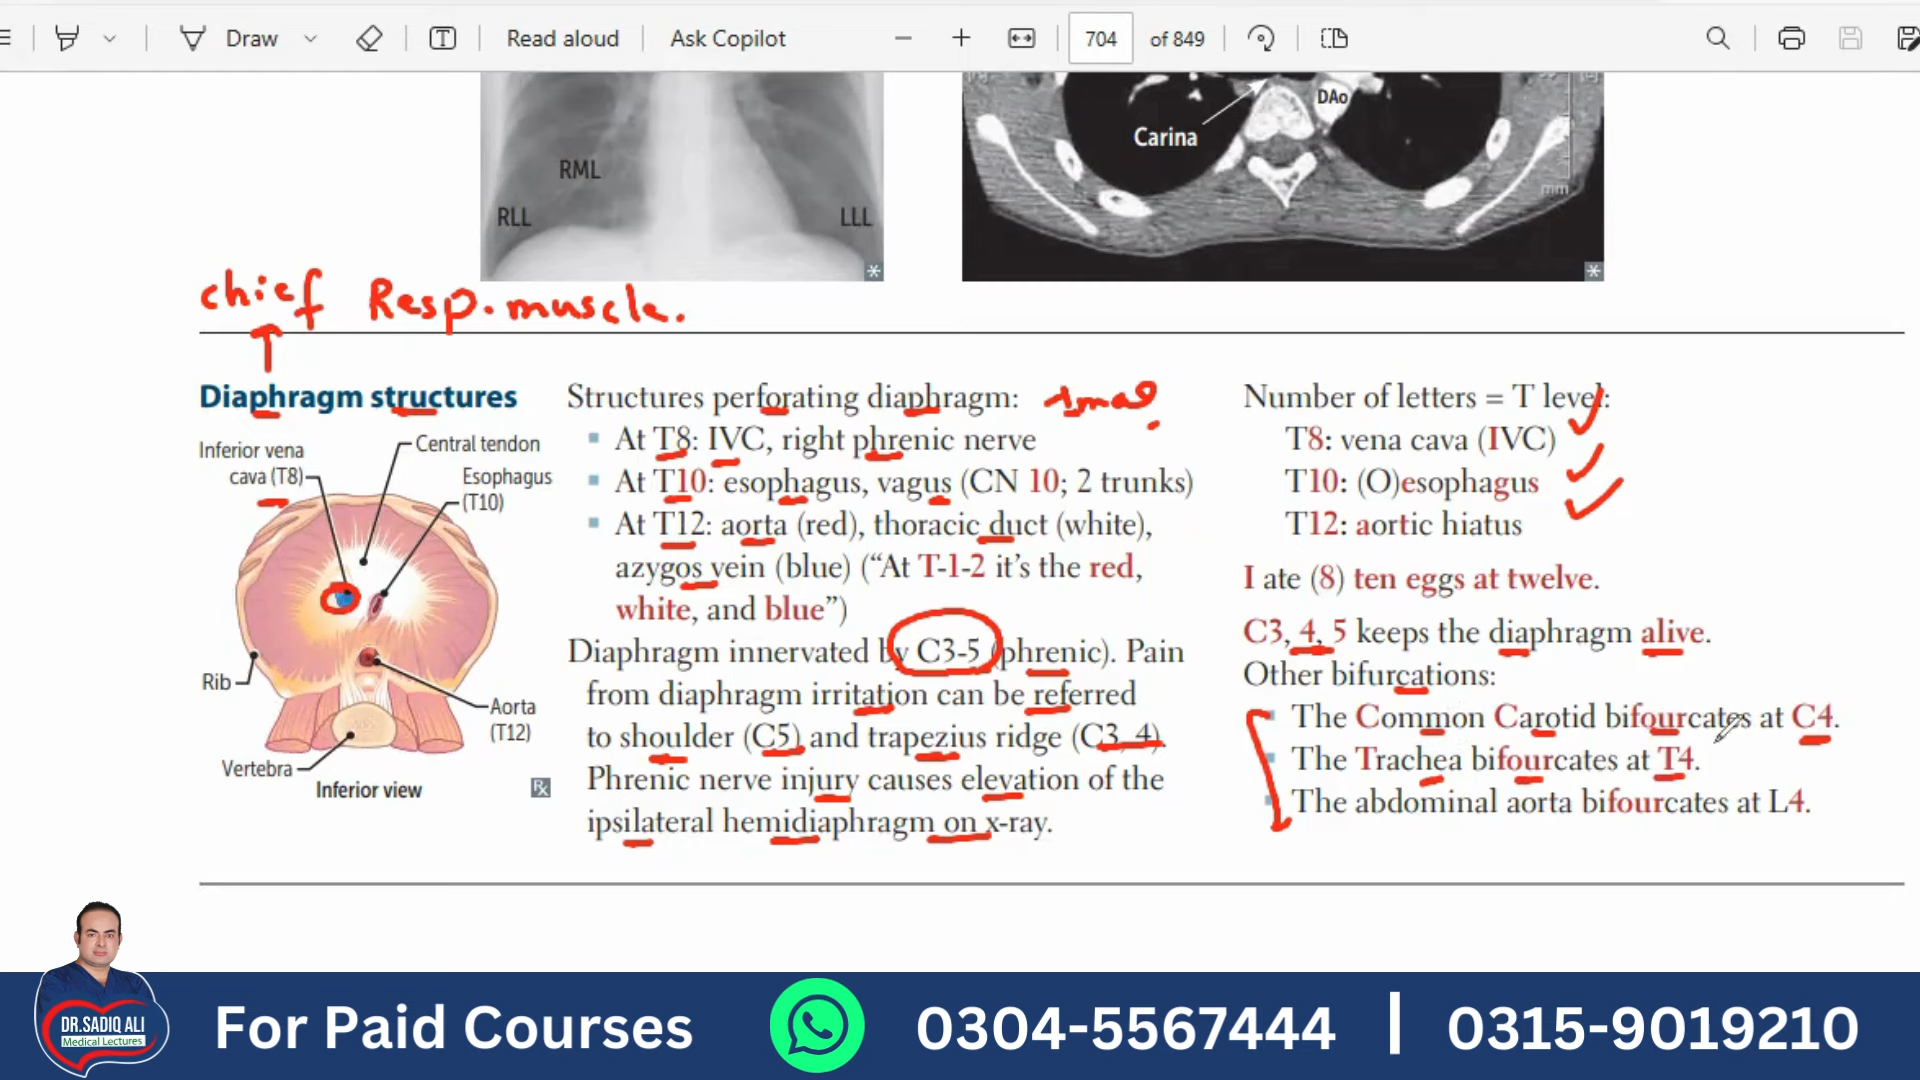 Draw
Read aloud
Ask Copilot
704
of 849
RML
RLL
LLL
Carina
DAo
mm
chief Resp. muscle.
Diaphragm structures
Inferior vena
cava (T8)
Central tendon
Esophagus
(T10)
Rib
Aorta
(T12)
Vertebra
Inferior view
Structures perforating diaphragm:
At T8: IVC, right phrenic nerve
At T10: esophagus, vagus (CN 10; 2 trunks)
At T12: aorta (red), thoracic duct (white),
azygos vein (blue) (“At T-1-2 it’s the red,
white, and blue”)
Diaphragm innervated by C3-5 (phrenic). Pain
from diaphragm irritation can be referred
to shoulder (C5) and trapezius ridge (C3, 4).
Phrenic nerve injury causes elevation of the
ipsilateral hemidiaphragm on x-ray.
Number of letters = T level:
T8: vena cava (IVC)
T10: (O)esophagus
T12: aortic hiatus
I ate (8) ten eggs at twelve.
C3, 4, 5 keeps the diaphragm alive.
Other bifurcations:
The Common Carotid bifourcates at C4.
The Trachea bifourcates at T4.
The abdominal aorta bifourcates at L4.
DR.SADIQ ALI
Medical Lectures
For Paid Courses
0304-5567444 | 0315-9019210